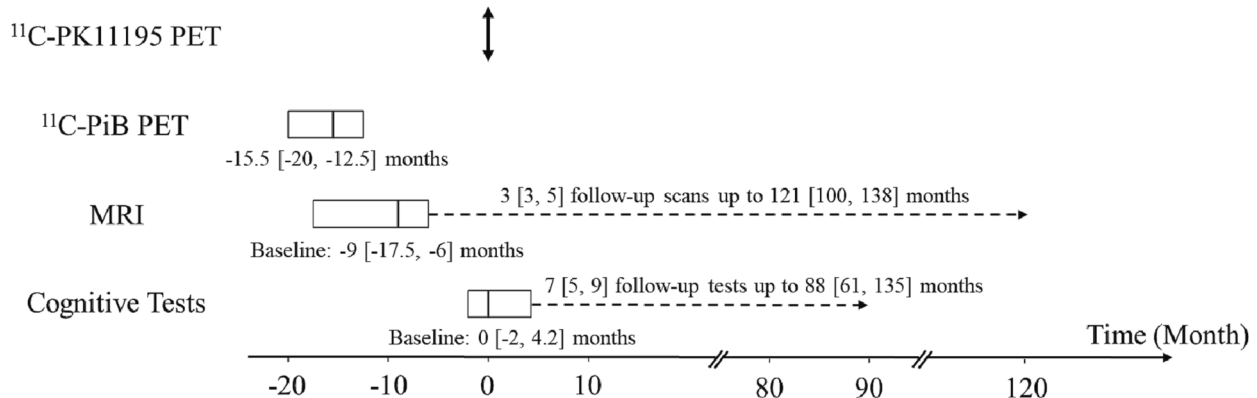 ¹¹C-PK11195 PET
¹¹C-PiB PET
-15.5 [-20, -12.5] months
MRI
3 [3, 5] follow-up scans up to 121 [100, 138] months
Baseline: -9 [-17.5, -6] months
Cognitive Tests
7 [5, 9] follow-up tests up to 88 [61, 135] months
Baseline: 0 [-2, 4.2] months
Time (Month)
-20 -10 0 10 80 90 120